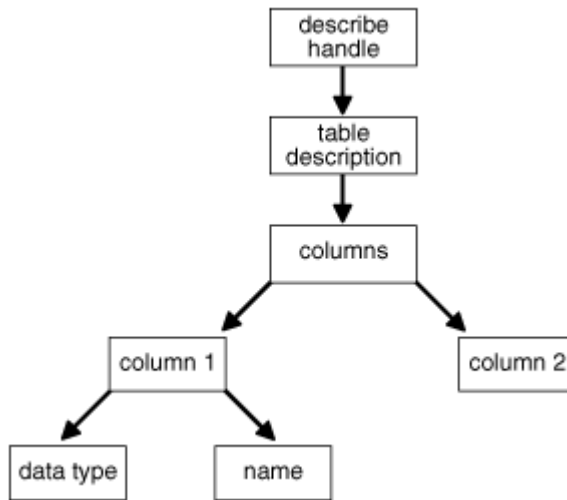 describe
handle
table
description
columns
column 1
column 2
data type
name